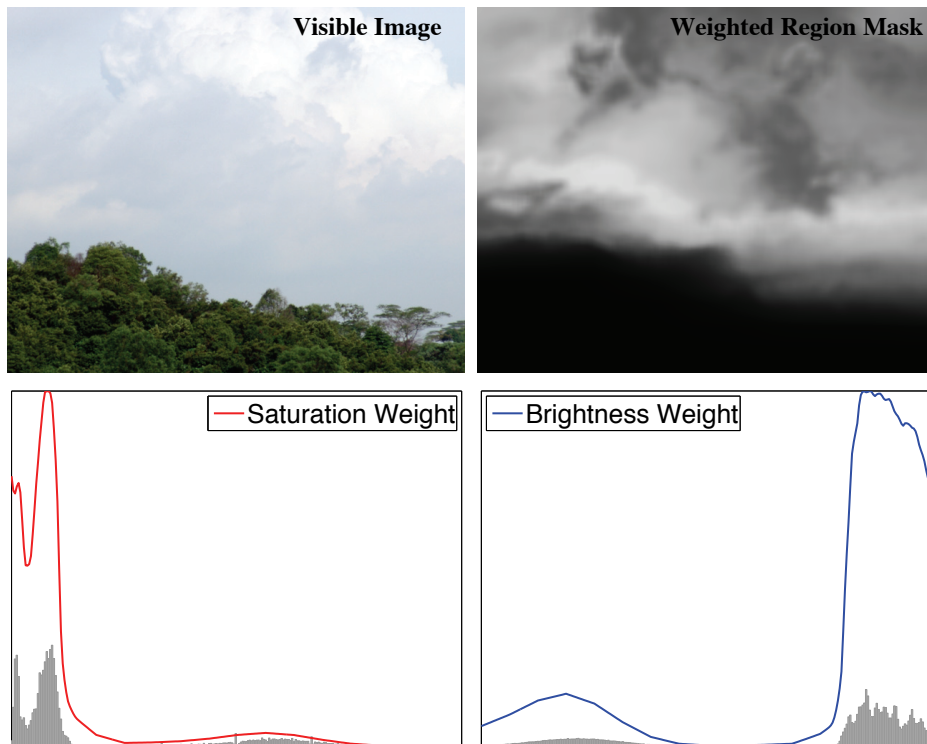 Visible Image
Weighted Region Mask
Saturation Weight
Brightness Weight